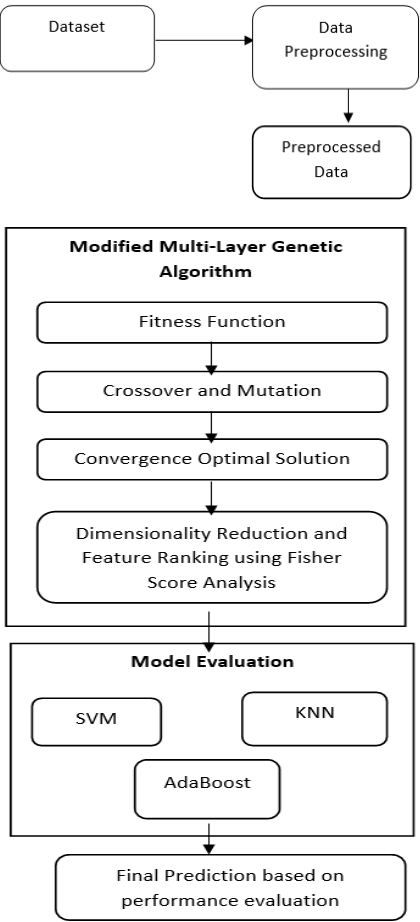 Dataset
Data
Preprocessing
Preprocessed
Data
Modified Multi-Layer Genetic
Algorithm
Fitness Function
Crossover and Mutation
Convergence Optimal Solution
Dimensionality Reduction and
Feature Ranking using Fisher
Score Analysis
Model Evaluation
SVM
KNN
AdaBoost
Final Prediction based on
performance evaluation